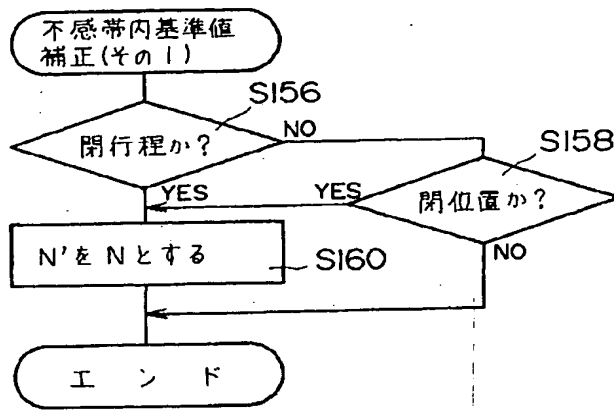 不感帯内基準値
補正(その1)
S156
閉行程か?
NO
S158
YES
YES
閉位置か?
N'をNとする
S160
NO
エンド